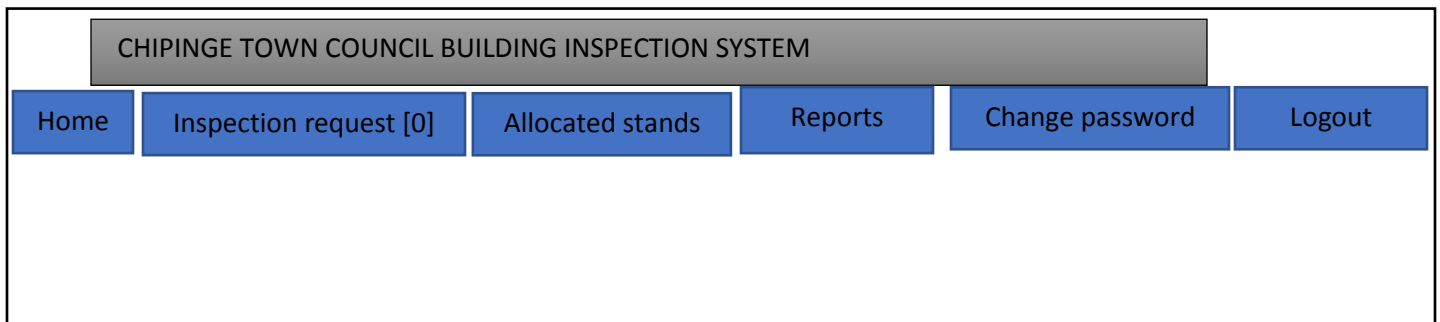 CHIPINGE TOWN COUNCIL BUILDING INSPECTION SYSTEM
Home
Inspection request [0]
Allocated stands
Reports
Change password
Logout